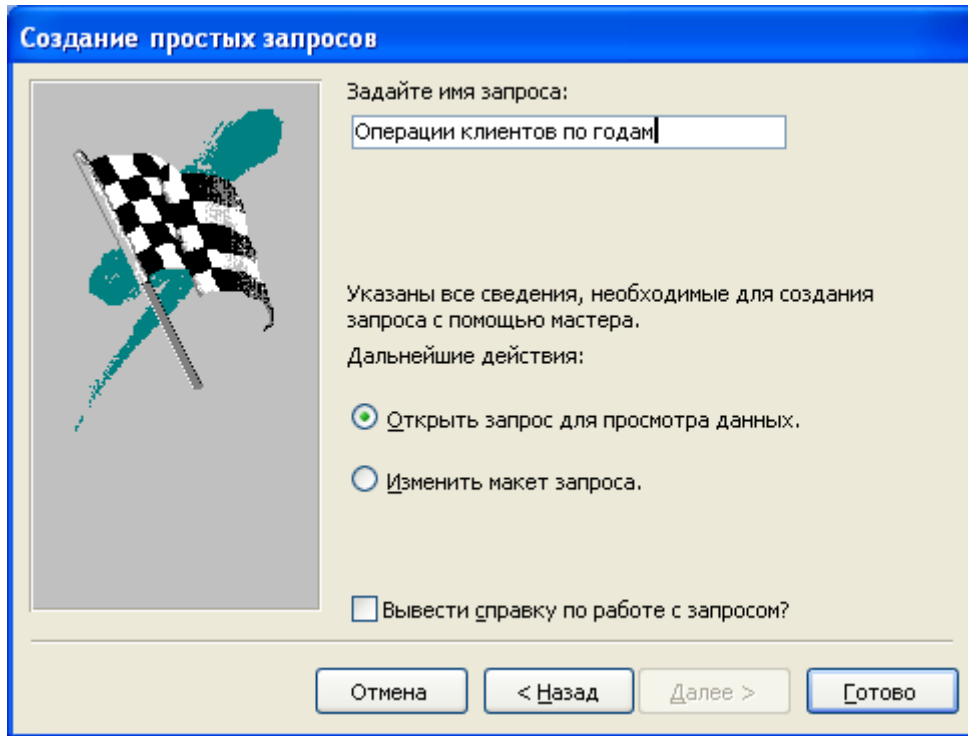 Создание простых запросов
Задайте имя запроса:
Операции клиентов по годам
Указаны все сведения, необходимые для создания
запроса с помощью мастера.
Дальнейшие действия:
Открыть запрос для просмотра данных.
Изменить макет запроса.
Вывести справку по работе с запросом?
Отмена
< Назад
Далее >
Готово